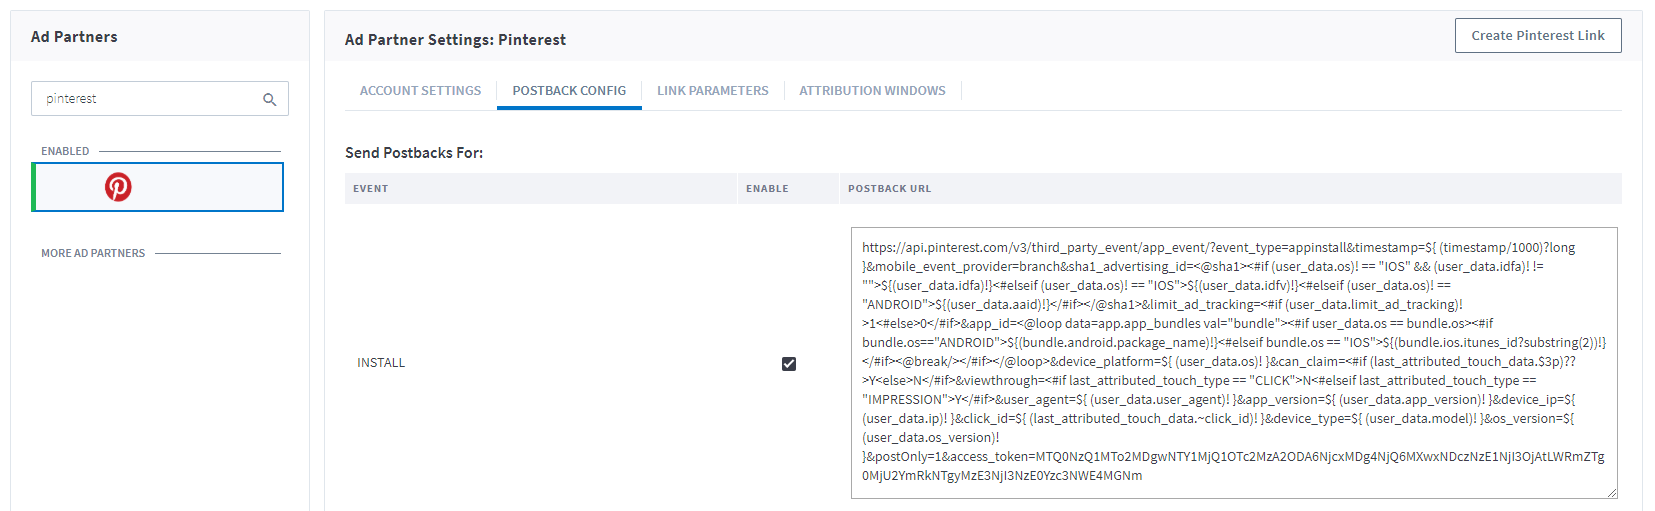 Ad Partners
pinterest
ENABLED
MORE AD PARTNERS
Ad Partner Settings: Pinterest
Create Pinterest Link
ACCOUNT SETTINGS
POSTBACK CONFIG
LINK PARAMETERS
ATTRIBUTION WINDOWS
Send Postbacks For:
EVENT
ENABLE
POSTBACK URL
INSTALL
https://api.pinterest.com/v3/third_party_event/app_event/?event_type=appinstall&timestamp=${ (timestamp/1000)?long
}&mobile_event_provider=branch&sha1_advertising_id=<@sha1><#if (user_data.os)! == "IOS" && (user_data.idfa)! !=
"">${(user_data.idfa)!}<#elseif (user_data.os)! == "IOS">${(user_data.idfv)!}<#elseif (user_data.os)! ==
"ANDROID">${(user_data.aaid)!}</#if></@sha1>&limit_ad_tracking=<#if (user_data.limit_ad_tracking)!
>1<#else>0</#if>&app_id=<@loop data=app.app_bundles val="bundle"><#if user_data.os == bundle.os><#if
bundle.os=="ANDROID">${(bundle.android.package_name)!}<#elseif bundle.os == "IOS">${(bundle.ios.itunes_id?substring(2))!}
</#if><@break/></#if></@loop>&device_platform=${ (user_data.os)! }&can_claim=<#if (last_attributed_touch_data.$3p)??
>Y<else>N</#if>&viewthrough=<#if last_attributed_touch_type == "CLICK">N<#elseif last_attributed_touch_type ==
"IMPRESSION">Y</#if>&user_agent=${ (user_data.user_agent)! }&app_version=${ (user_data.app_version)! }&device_ip=${
(user_data.ip)! }&click_id=${ (last_attributed_touch_data.~click_id)! }&device_type=${ (user_data.model)! }&os_version=${
(user_data.os_version)!
}&postOnly=1&access_token=MTQ0NzQ1MTo2MDgwNTY1MjQ1OTc2MzA2ODA6NjcxMDg4NjQ6MXwxNDczNzE1NjI3OjAtLWRmZTg
0MjU2YmRkNTgyMzE3NjI3NzE0Yzc3NWE4MGNm